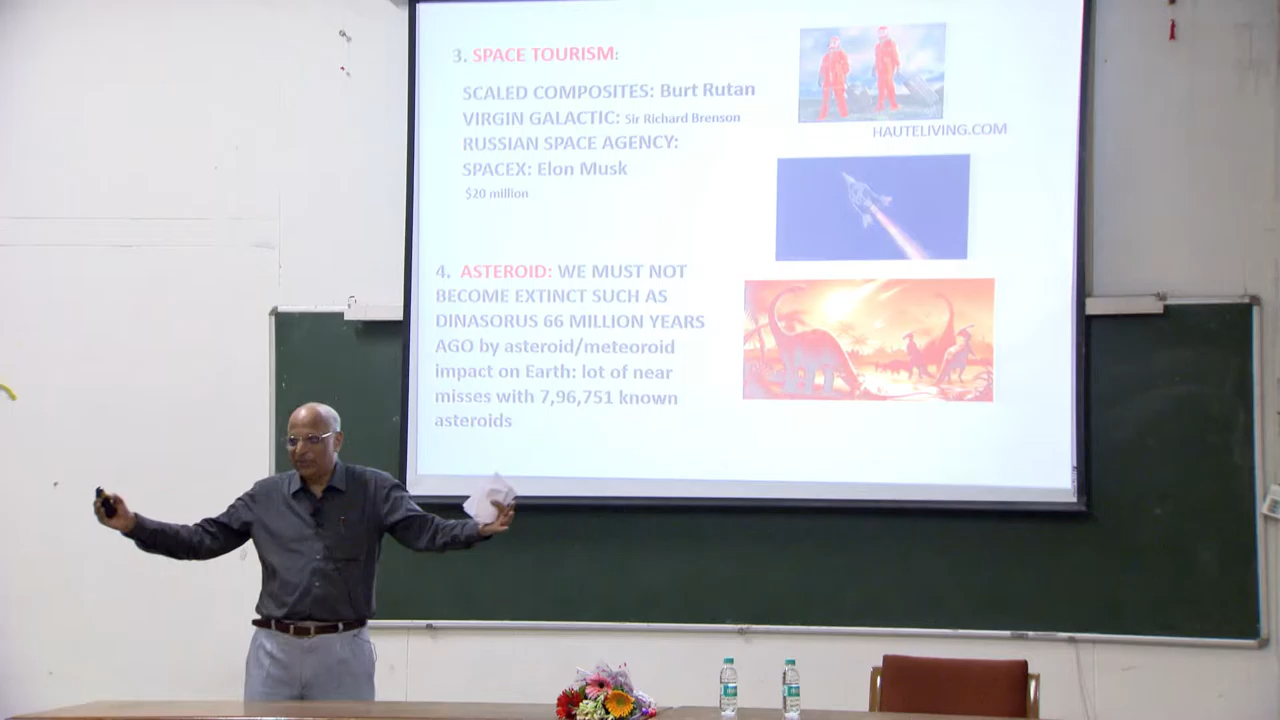 3. SPACE TOURISM:
SCALED COMPOSITES: Burt Rutan
VIRGIN GALACTIC: Sir Richard Brenson
RUSSIAN SPACE AGENCY:
SPACEX: Elon Musk
$20 million
HAUTELIVING.COM
4. ASTEROID: WE MUST NOT
BECOME EXTINCT SUCH AS
DINASORUS 66 MILLION YEARS
AGO by asteroid/meteoroid
impact on Earth: lot of near
misses with 7,96,751 known
asteroids